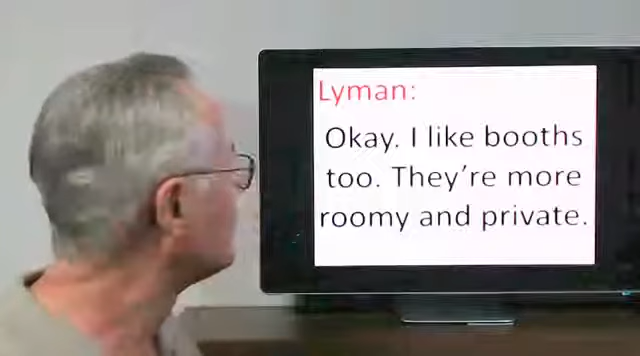 Lyman:
Okay. I like booths
too. They’re more
roomy and private.